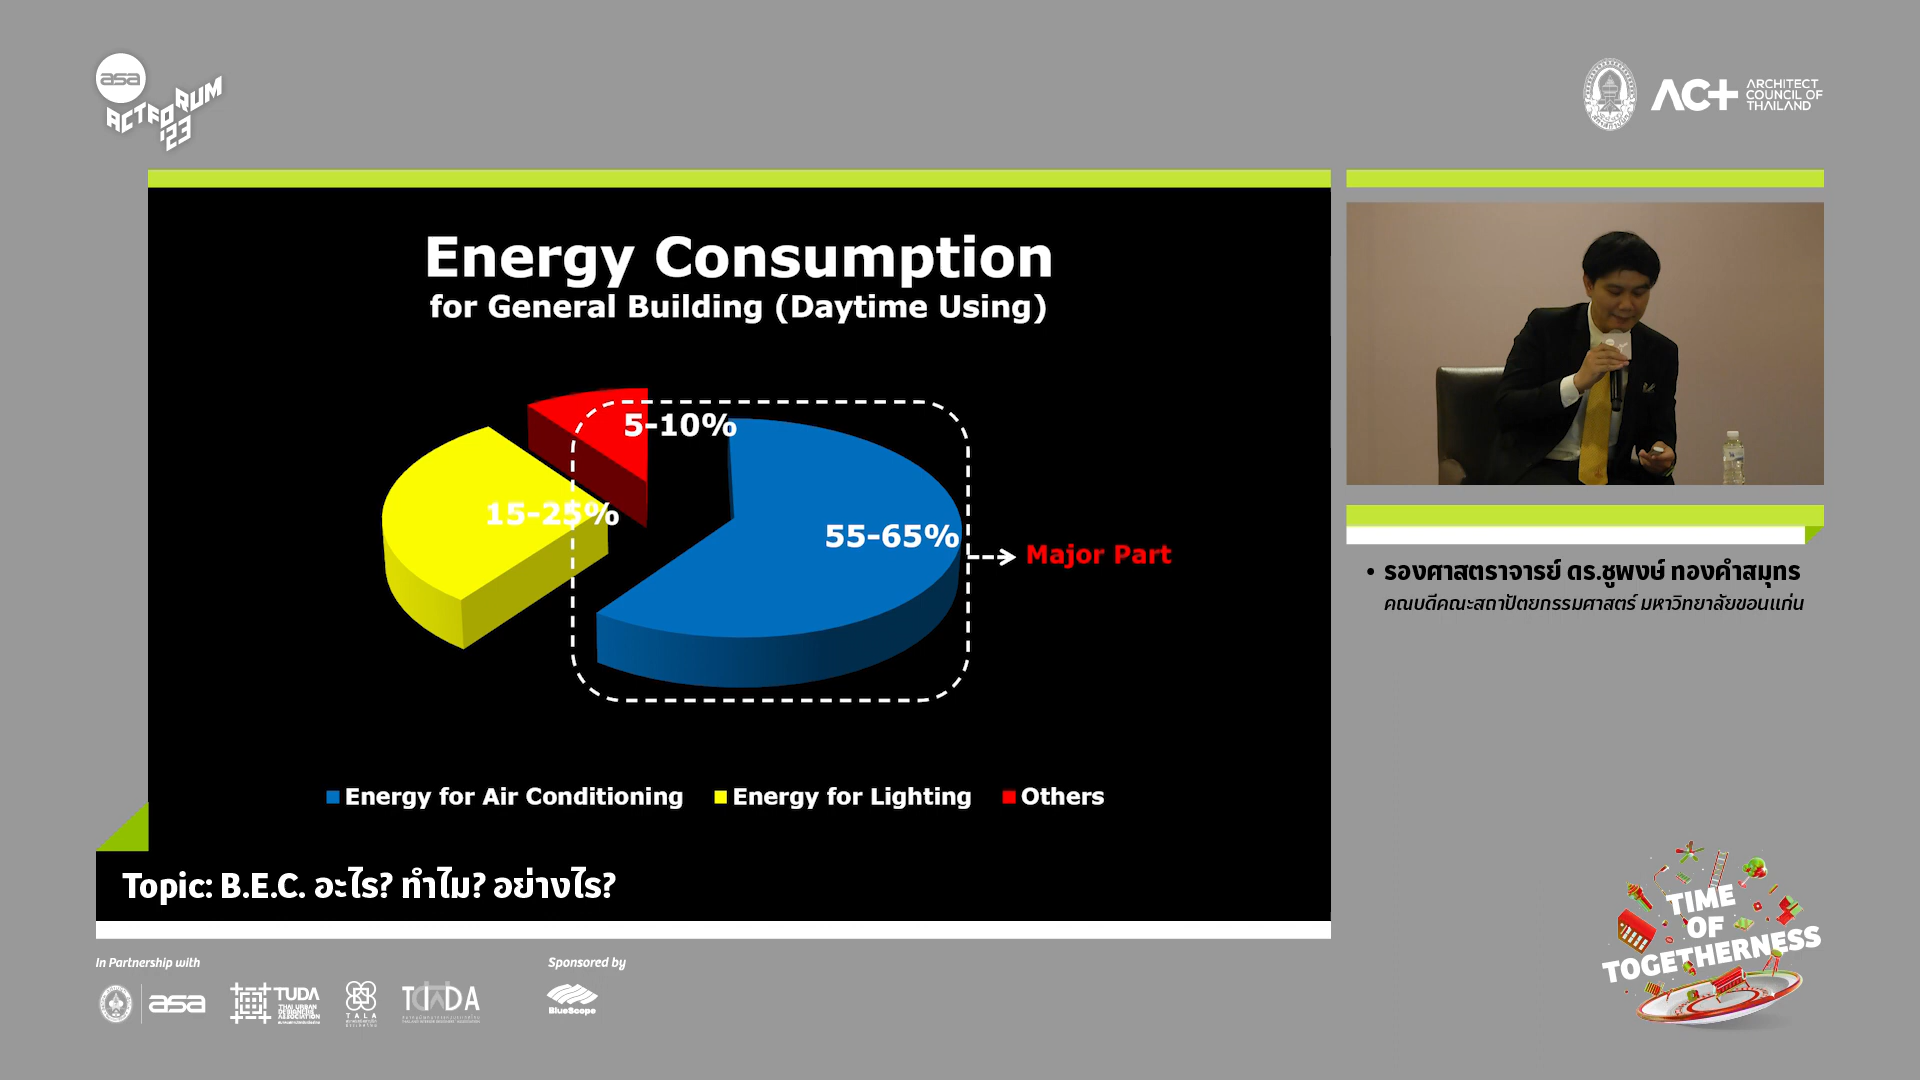 asa
ACTFORUM
'23
ACT
ARCHITECT
COUNCIL OF
THAILAND
Energy Consumption
for General Building (Daytime Using)
5-10%
15-25%
55-65%
Major Part
Energy for Air Conditioning
Energy for Lighting
Others
Topic: B.E.C. อะไร? ทำไม? อย่างไร?
• รองศาสตราจารย์ ดร.ชูพงษ์ ทองคำสมุทร
คณบดีคณะสถาปัตยกรรมศาสตร์ มหาวิทยาลัยขอนแก่น
TIME
OF
TOGETHERNESS
In Partnership with
asa
TUDA
THAI URBAN
DESIGNERS
ASSOCIATION
TALA
TIDA
Sponsored by
BlueScope